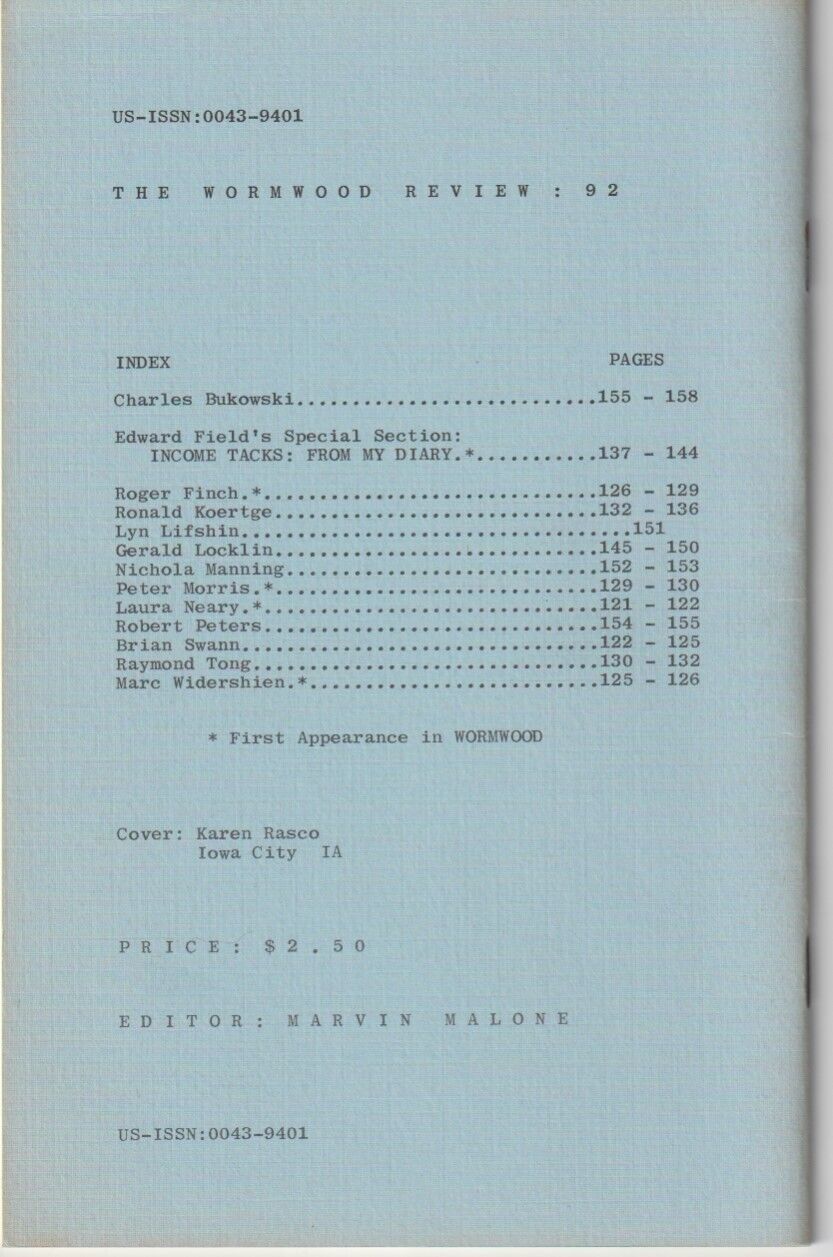 US-ISSN:0043-9401
THE WORMWOOD REVIEW : 92
INDEX PAGES
Charles Bukowski..........................155 - 158
Edward Field's Special Section:
INCOME TACKS: FROM MY DIARY.*...........137 - 144
Roger Finch.*.............................126 - 129
Ronald Koertge............................132 - 136
Lyn Lifshin..................................151
Gerald Locklin............................145 - 150
Nichola Manning...........................152 - 153
Peter Morris.*............................129 - 130
Laura Neary.*.............................121 - 122
Robert Peters.............................154 - 155
Brian Swann...............................122 - 125
Raymond Tong..............................130 - 132
Marc Widershien.*.........................125 - 126
* First Appearance in WORMWOOD
Cover: Karen Rasco
Iowa City IA
PRICE: $2.50
EDITOR: MARVIN MALONE
US-ISSN:0043-9401